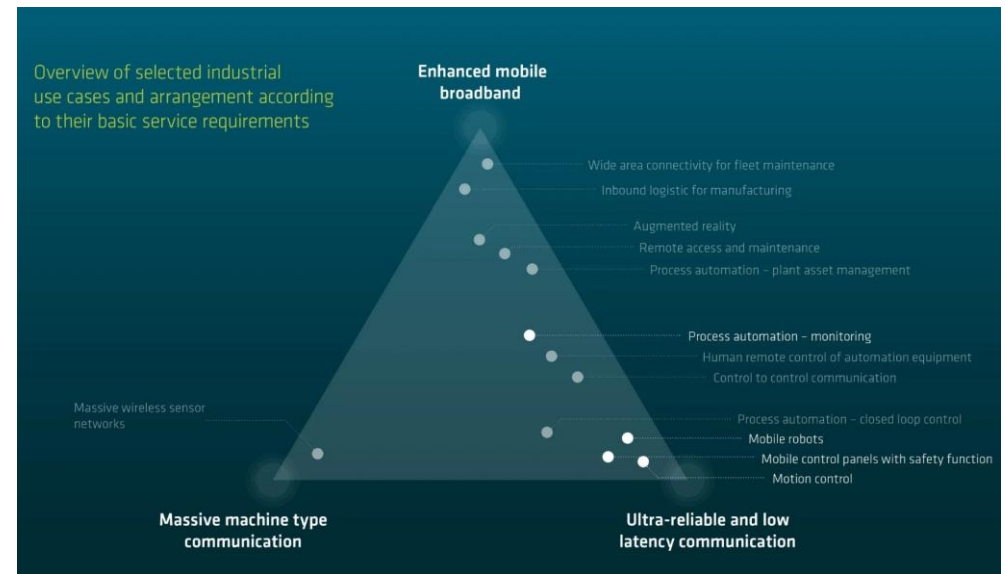 Overview of selected industrial
use cases and arrangement according
to their basic service requirements
Enhanced mobile
broadband
Wide area connectivity for fleet maintenance
Inbound logistic for manufacturing
Augmented reality
Remote access and maintenance
Process automation – plant asset management
Process automation – monitoring
Human remote control of automation equipment
Control to control communication
Massive wireless sensor
networks
Process automation – closed loop control
Mobile robots
Mobile control panels with safety function
Motion control
Massive machine type
communication
Ultra-reliable and low
latency communication